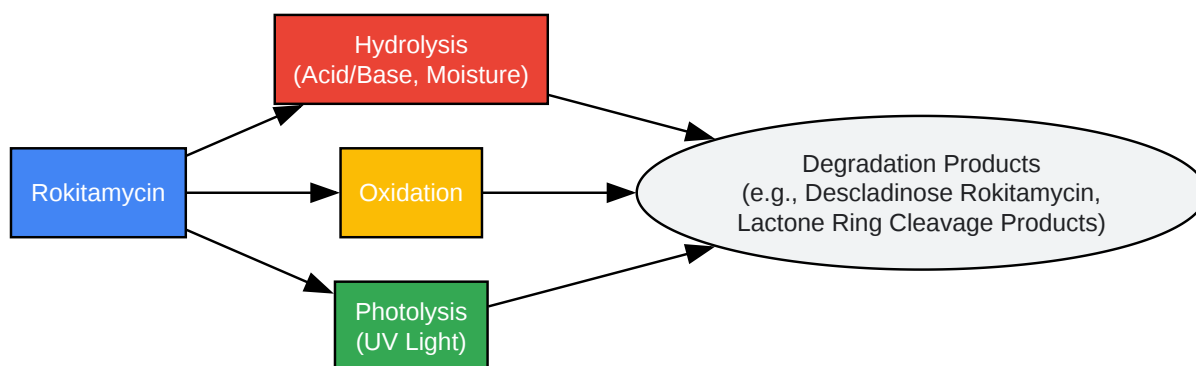 Hydrolysis
(Acid/Base, Moisture)
Rokitamycin
Oxidation
Degradation Products
(e.g., Descladinose Rokitamycin,
Lactone Ring Cleavage Products)
Photolysis
(UV Light)